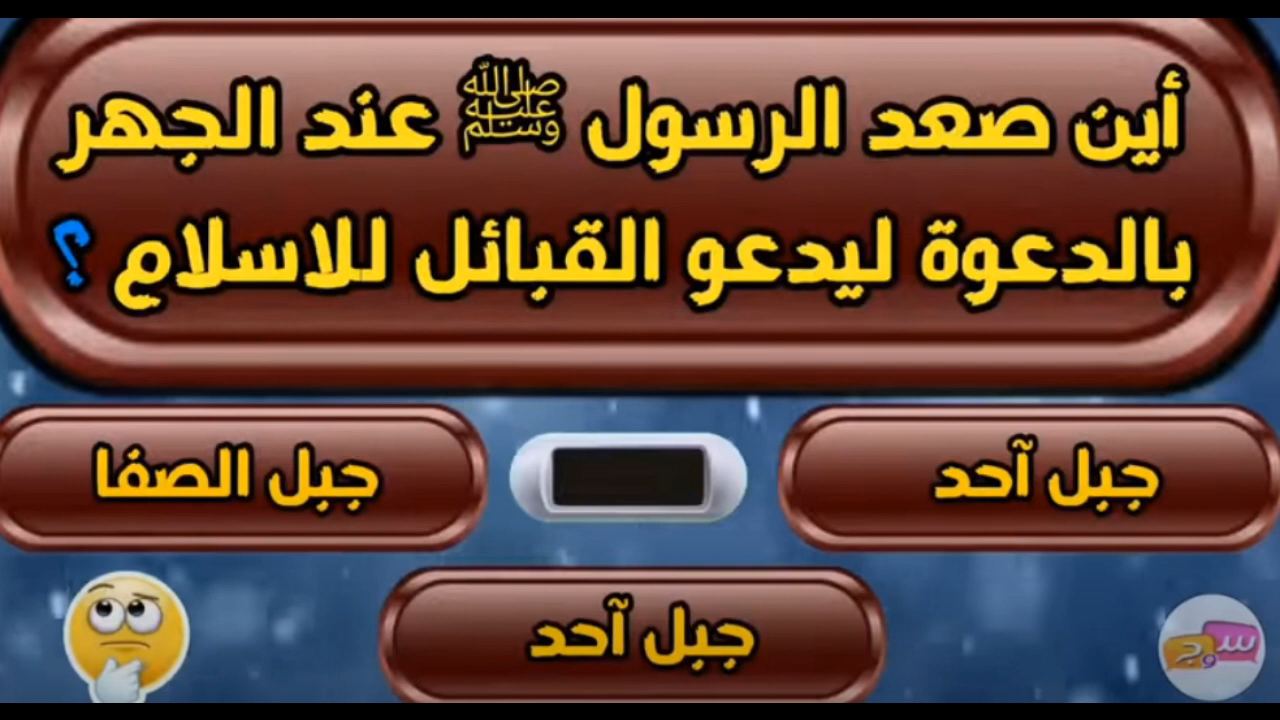 أين صعد الرسول ﷺ عند الجهر
بالدعوة ليدعو القبائل للاسلام ؟
جبل آحد
جبل الصفا
جبل آحد
س و ج